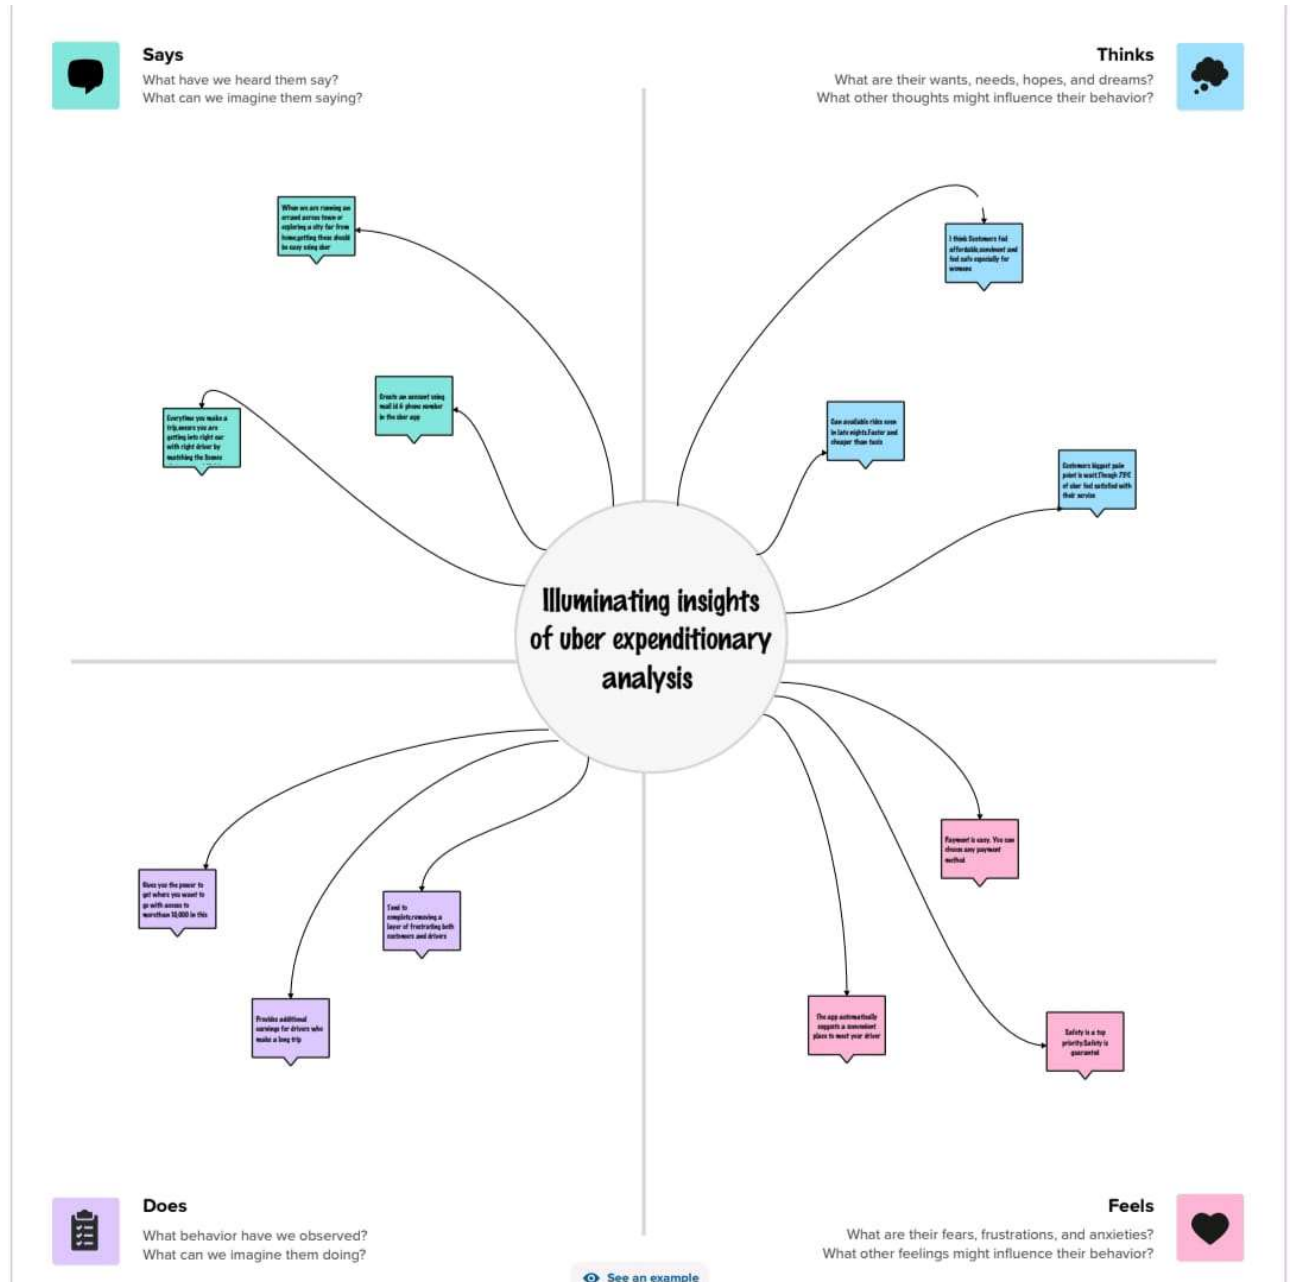 Says
What have we heard them say?
What can we imagine them saying?
Thinks
What are their wants, needs, hopes, and dreams?
What other thoughts might influence their behavior?
When we are running an
errand across town or
exploring a city far from
home,getting there should
be easy using uber
I think Customers feel
affordable,convinent and
feel safe especially for
womens
Create an account using
mail id & phone number
in the uber app
Everytime you make a
trip,ensure you are
getting into right car
with right driver by
matching the license
Gen available rides even
in late nights.Faster and
cheaper than taxis
Customers biggest pain
point is wait.Though 78%
of uber feel satisfied with
their service
Illuminating insights
of uber expenditionary
analysis
Payment is easy. You can
choose any payment
method
Gives you the power to
get where you want to
go with access to
morethan 10,000 in this
Tend to
complete,removing a
layer of frustrating both
customers and drivers
Provides additional
earnings for drivers who
make a long trip
The app automatically
suggests a convenient
place to meet your driver
Safety is a top
priority.Safety is
Does
What behavior have we observed?
What can we imagine them doing?
Feels
What are their fears, frustrations, and anxieties?
What other feelings might influence their behavior?
See an example